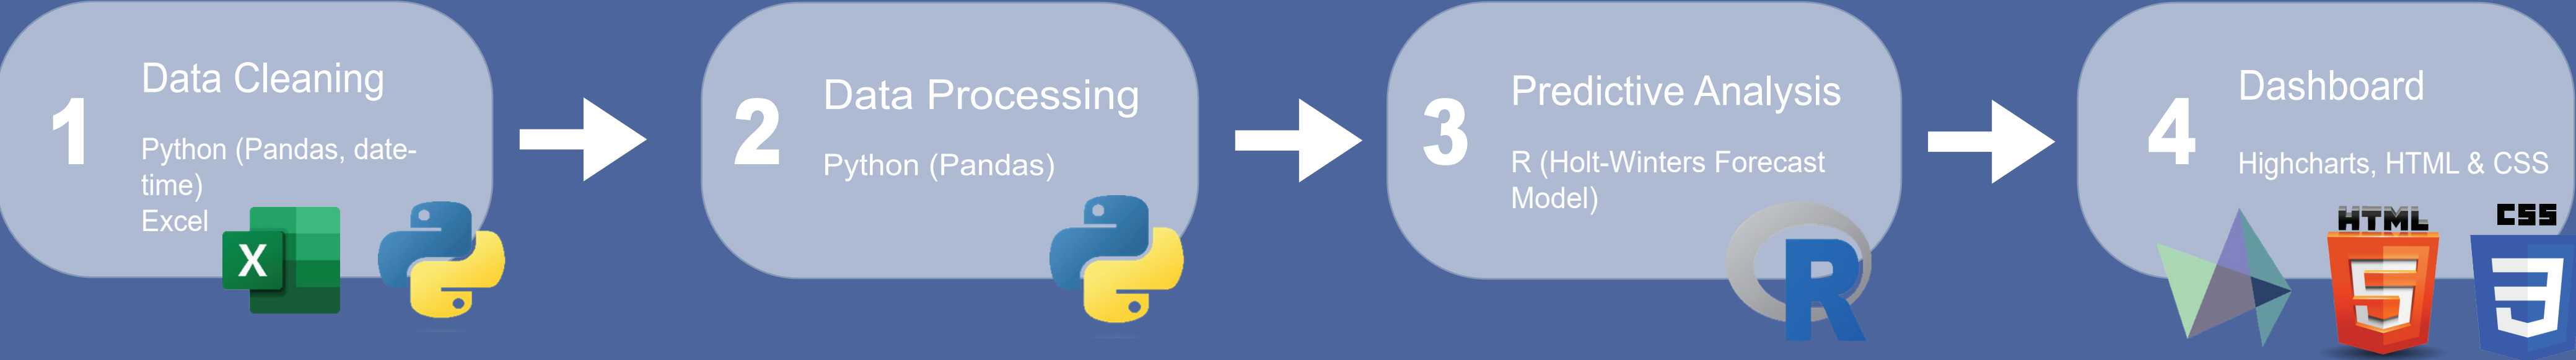 1
Data Cleaning
Python (Pandas, date-
time)
Excel
X
2
Data Processing
Python (Pandas)
3
Predictive Analysis
R (Holt-Winters Forecast
Model)
R
4
Dashboard
Highcharts, HTML & CSS
HTML
5
CSS
3